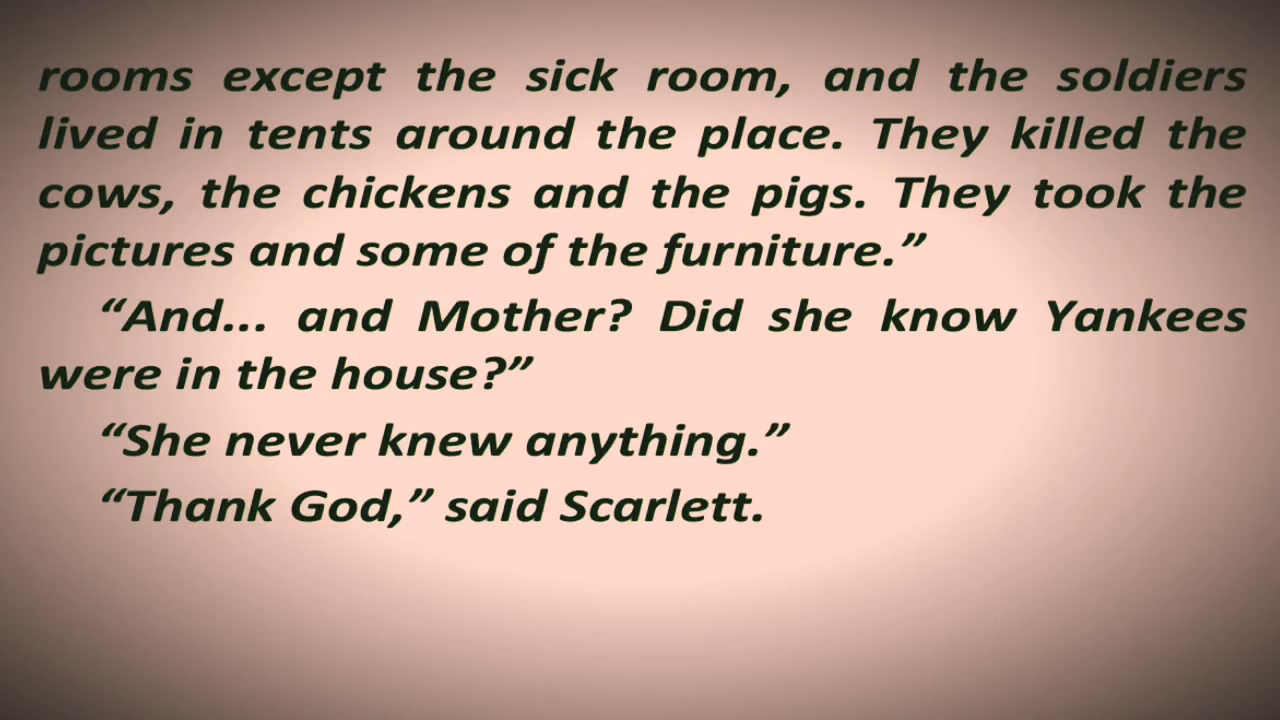 rooms except the sick room, and the soldiers
lived in tents around the place. They killed the
cows, the chickens and the pigs. They took the
pictures and some of the furniture.”
“And... and Mother? Did she know Yankees
were in the house?”
“She never knew anything.”
“Thank God,” said Scarlett.